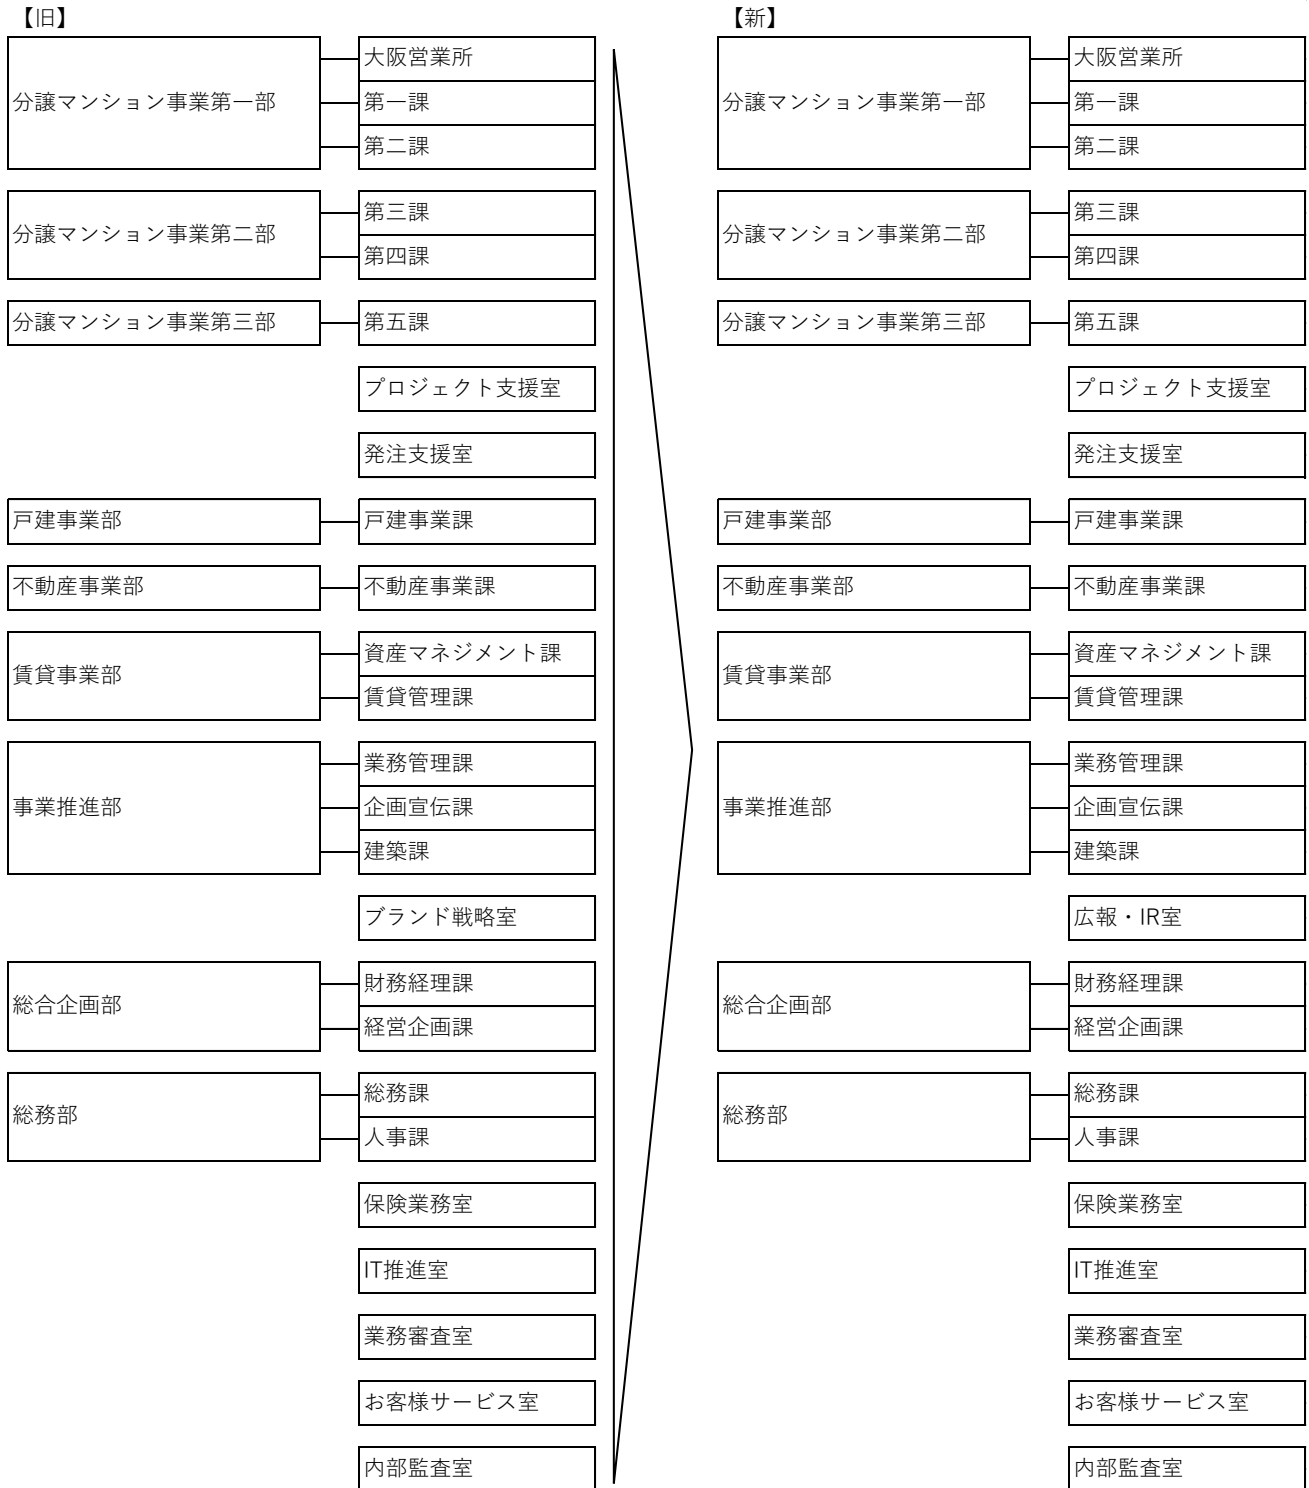 【旧】
分譲マンション事業第一部
大阪営業所
第一課
第二課
分譲マンション事業第二部
第三課
第四課
分譲マンション事業第三部
第五課
プロジェクト支援室
発注支援室
戸建事業部
戸建事業課
不動産事業部
不動産事業課
賃貸事業部
資産マネジメント課
賃貸管理課
事業推進部
業務管理課
企画宣伝課
建築課
ブランド戦略室
総合企画部
財務経理課
経営企画課
総務部
総務課
人事課
保険業務室
IT推進室
業務審査室
お客様サービス室
内部監査室
【新】
分譲マンション事業第一部
大阪営業所
第一課
第二課
分譲マンション事業第二部
第三課
第四課
分譲マンション事業第三部
第五課
プロジェクト支援室
発注支援室
戸建事業部
戸建事業課
不動産事業部
不動産事業課
賃貸事業部
資産マネジメント課
賃貸管理課
事業推進部
業務管理課
企画宣伝課
建築課
広報・IR室
総合企画部
財務経理課
経営企画課
総務部
総務課
人事課
保険業務室
IT推進室
業務審査室
お客様サービス室
内部監査室